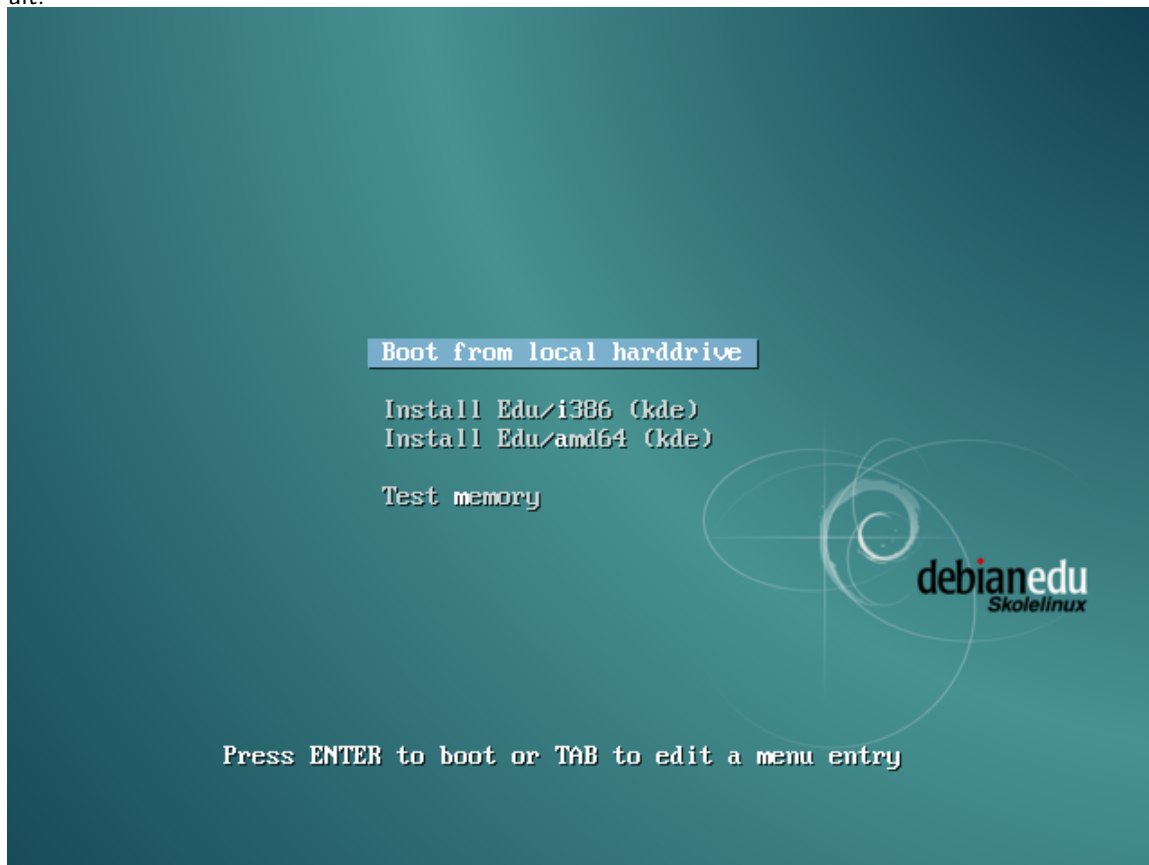 Boot from local harddrive
Install Edu/i386 (kde)
Install Edu/amd64 (kde)
Test memory
debianedu
Skolelinux
Press ENTER to boot or TAB to edit a menu entry